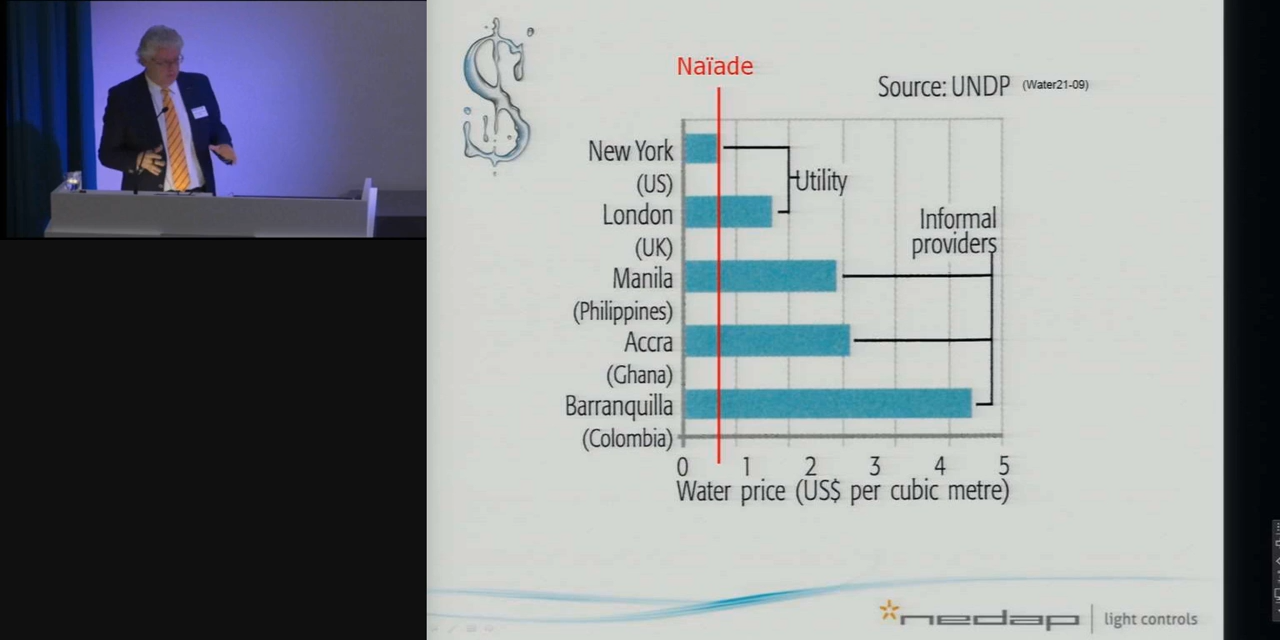 Naïade
Source: UNDP (Water21-09)
New York
(US)
Utility
London
(UK)
Informal
providers
Manila
(Philippines)
Accra
(Ghana)
Barranquilla
(Colombia)
0 1 2 3 4 5
Water price (US$ per cubic metre)
nedap light controls